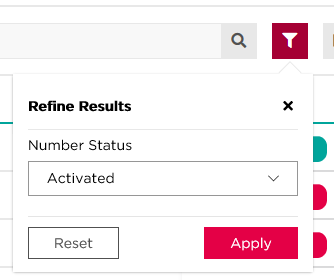 Refine Results
Number Status
Activated
Reset
Apply